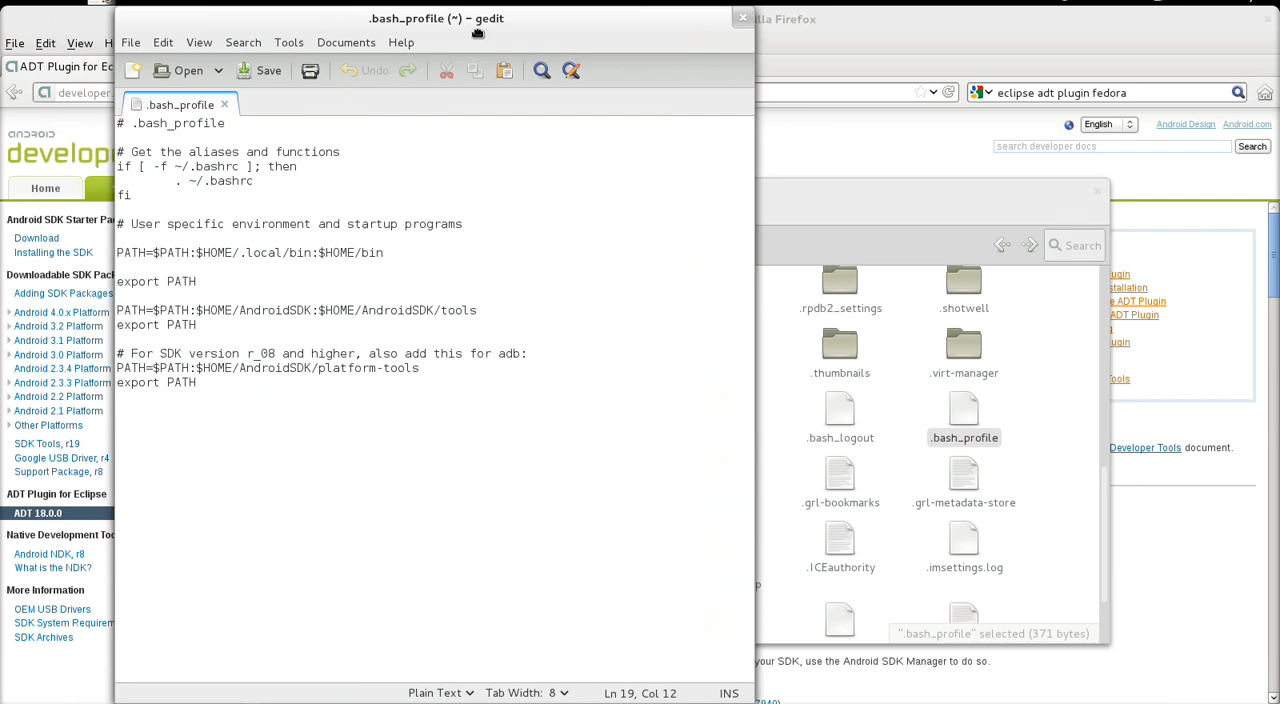 .bash_profile (~) – gedit
File Edit View Search Tools Documents Help
Open Save Undo
.bash_profile
# .bash_profile
# Get the aliases and functions
if [ -f ~/.bashrc ]; then
. ~/.bashrc
fi
# User specific environment and startup programs
PATH=$PATH:$HOME/.local/bin:$HOME/bin
export PATH
PATH=$PATH:$HOME/AndroidSDK:$HOME/AndroidSDK/tools
export PATH
# For SDK version r_08 and higher, also add this for adb:
PATH=$PATH:$HOME/AndroidSDK/platform-tools
export PATH
Plain Text Tab Width: 8 Ln 19, Col 12 INS
File Edit View
ADT Plugin for Ec
developer.
ANDROID
Home
Android SDK Starter
Download
Installing the SDK
Downloadable SDK
Adding SDK Packages
Android 4.0.x Platform
Android 3.2 Platform
Android 3.1 Platform
Android 3.0 Platform
Android 2.3.4 Platform
Android 2.3.3 Platform
Android 2.2 Platform
Android 2.1 Platform
Other Platforms
SDK Tools, r19
Google USB Driver, r4
Support Package, r8
ADT Plugin for Eclipse
ADT 18.0.0
Native Development
Android NDK, r8
What is the NDK?
More Information
OEM USB Drivers
SDK System
SDK Archives
Firefox
eclipse adt plugin fedora
English Android Design Android.com
search developer docs Search
Search
.rpdb2_settings .shotwell
.thumbnails .virt-manager
.bash_logout .bash_profile
.grl-bookmarks .grl-metadata-store
.ICEauthority .imsettings.log
".bash_profile" selected (371 bytes)
ADT Plugin
ADT Plugin
Tools
Developer Tools document.
your SDK, use the Android SDK Manager to do so.